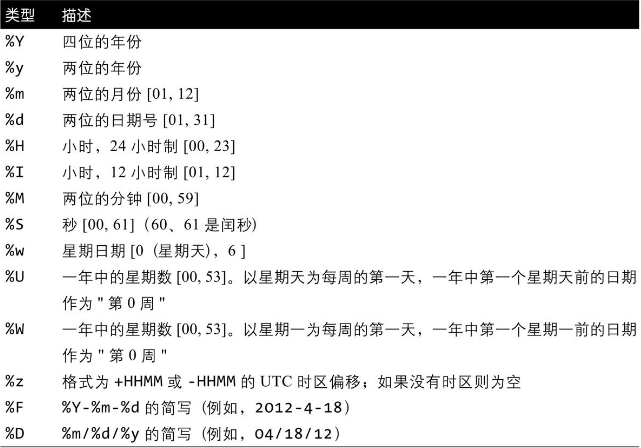 类型 描述
%Y 四位的年份
%y 两位的年份
%m 两位的月份 [01, 12]
%d 两位的日期号 [01, 31]
%H 小时，24 小时制 [00, 23]
%I 小时，12 小时制 [01, 12]
%M 两位的分钟 [00, 59]
%S 秒 [00, 61]（60、61 是闰秒）
%w 星期日期 [0（星期天），6 ]
%U 一年中的星期数 [00, 53]。以星期天为每周的第一天，一年中第一个星期天前的日期
作为 " 第 0 周 "
%W 一年中的星期数 [00, 53]。以星期一为每周的第一天，一年中第一个星期一前的日期
作为 " 第 0 周 "
%z 格式为 +HHMM 或 -HHMM 的 UTC 时区偏移；如果没有时区则为空
%F %Y-%m-%d 的简写（例如，2012-4-18）
%D %m/%d/%y 的简写（例如，04/18/12）